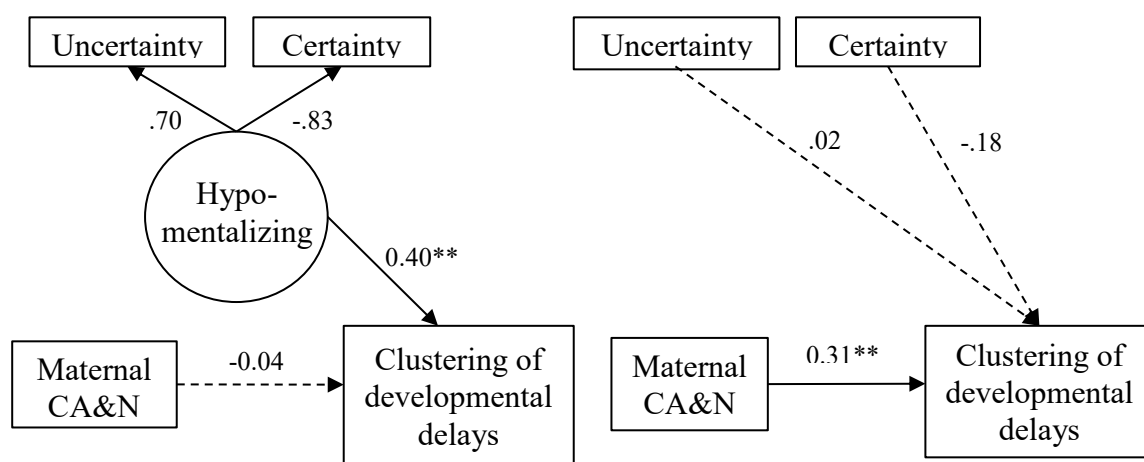 Uncertainty
Certainty
.70
-.83
Hypo-
mentalizing
0.40**
Maternal
CA&N
-0.04
Clustering of
developmental
delays
Uncertainty
Certainty
.02
-.18
Maternal
CA&N
0.31**
Clustering of
developmental
delays